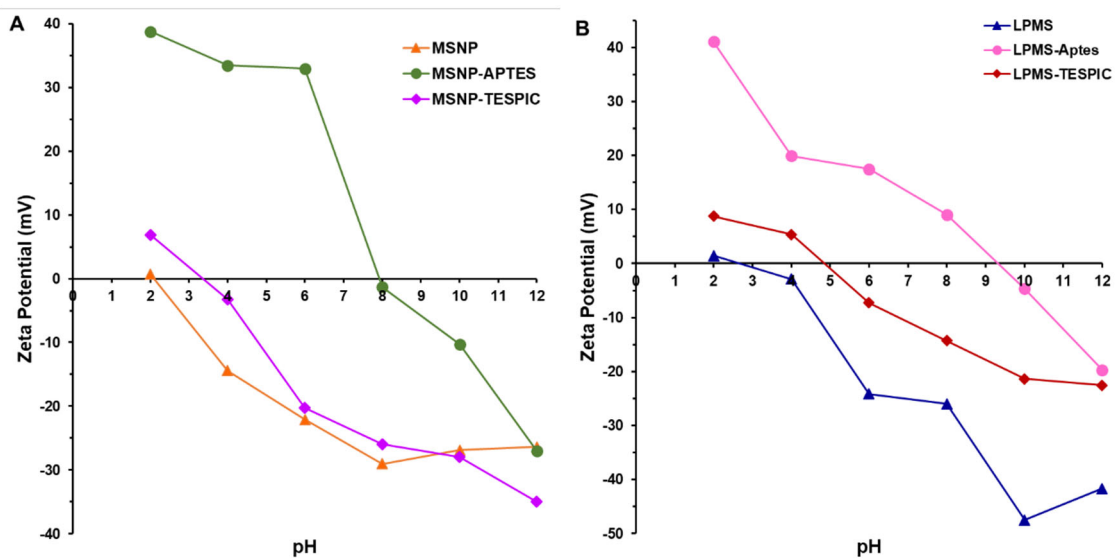 A
MSNP
MSNP-APTES
MSNP-TESPIC
Zeta Potential (mV)
40
30
20
10
0
-10
-20
-30
-40
0 1 2 3 4 5 6 7 8 9 10 11 12
pH
B
LPMS
LPMS-Aptes
LPMS-TESPIC
Zeta Potential (mV)
40
30
20
10
0
-10
-20
-30
-40
-50
0 1 2 3 4 5 6 7 8 9 10 11 12
pH